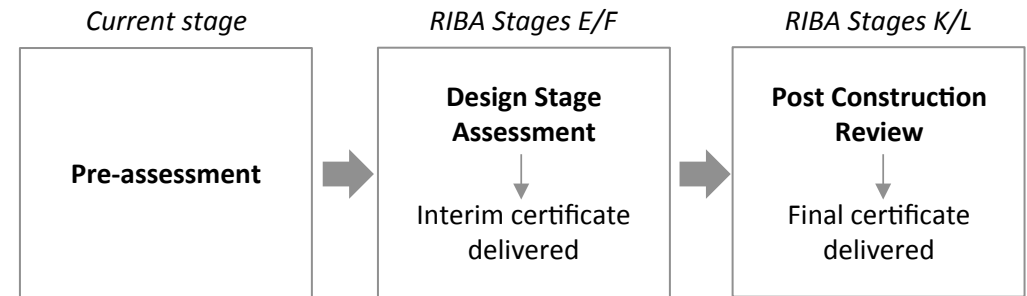 Current stage
RIBA Stages E/F
RIBA Stages K/L
Pre-assessment
Design Stage
Assessment
Interim certificate
delivered
Post Construction
Review
Final certificate
delivered